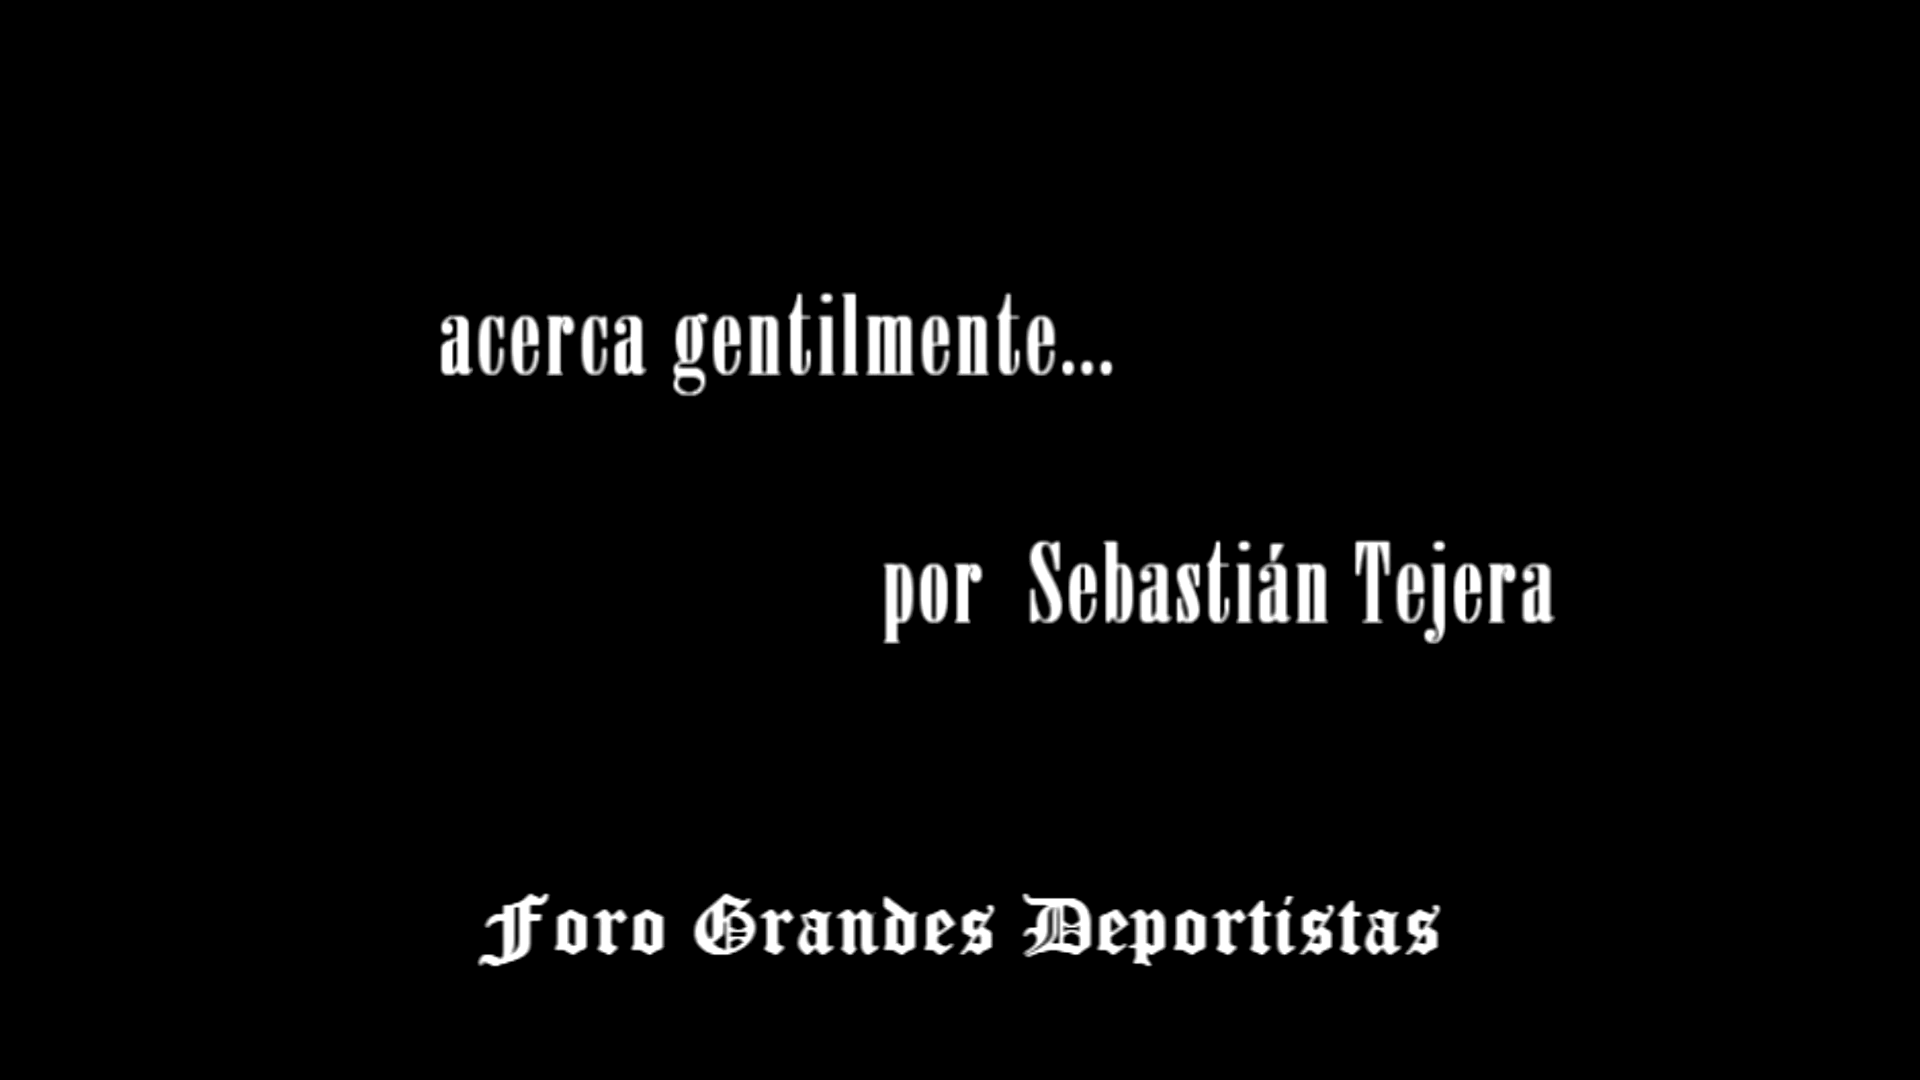 acerca gentilmente...
por Sebastián Tejera
Foro Grandes Deportistas